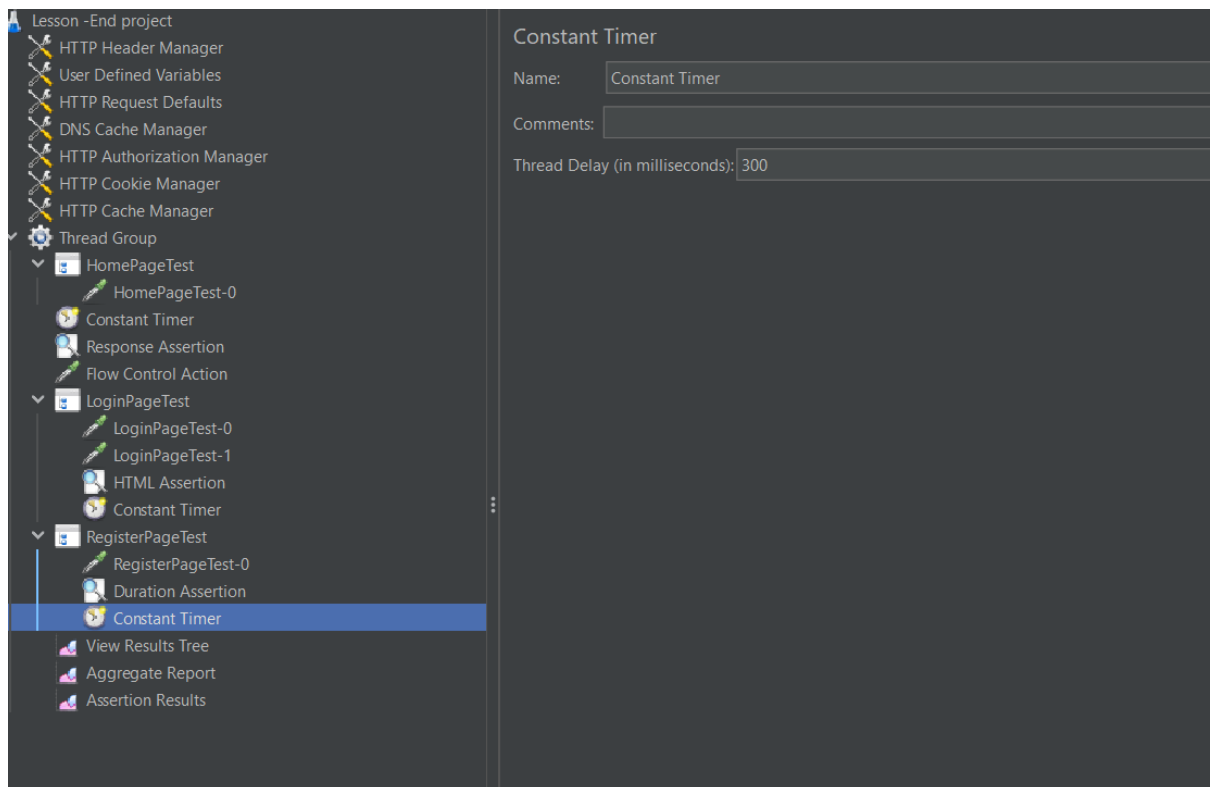 Lesson -End project
HTTP Header Manager
User Defined Variables
HTTP Request Defaults
DNS Cache Manager
HTTP Authorization Manager
HTTP Cookie Manager
HTTP Cache Manager
Thread Group
HomePageTest
HomePageTest-0
Constant Timer
Response Assertion
Flow Control Action
LoginPageTest
LoginPageTest-0
LoginPageTest-1
HTML Assertion
Constant Timer
RegisterPageTest
RegisterPageTest-0
Duration Assertion
Constant Timer
View Results Tree
Aggregate Report
Assertion Results
Constant Timer
Name: Constant Timer
Comments:
Thread Delay (in milliseconds): 300